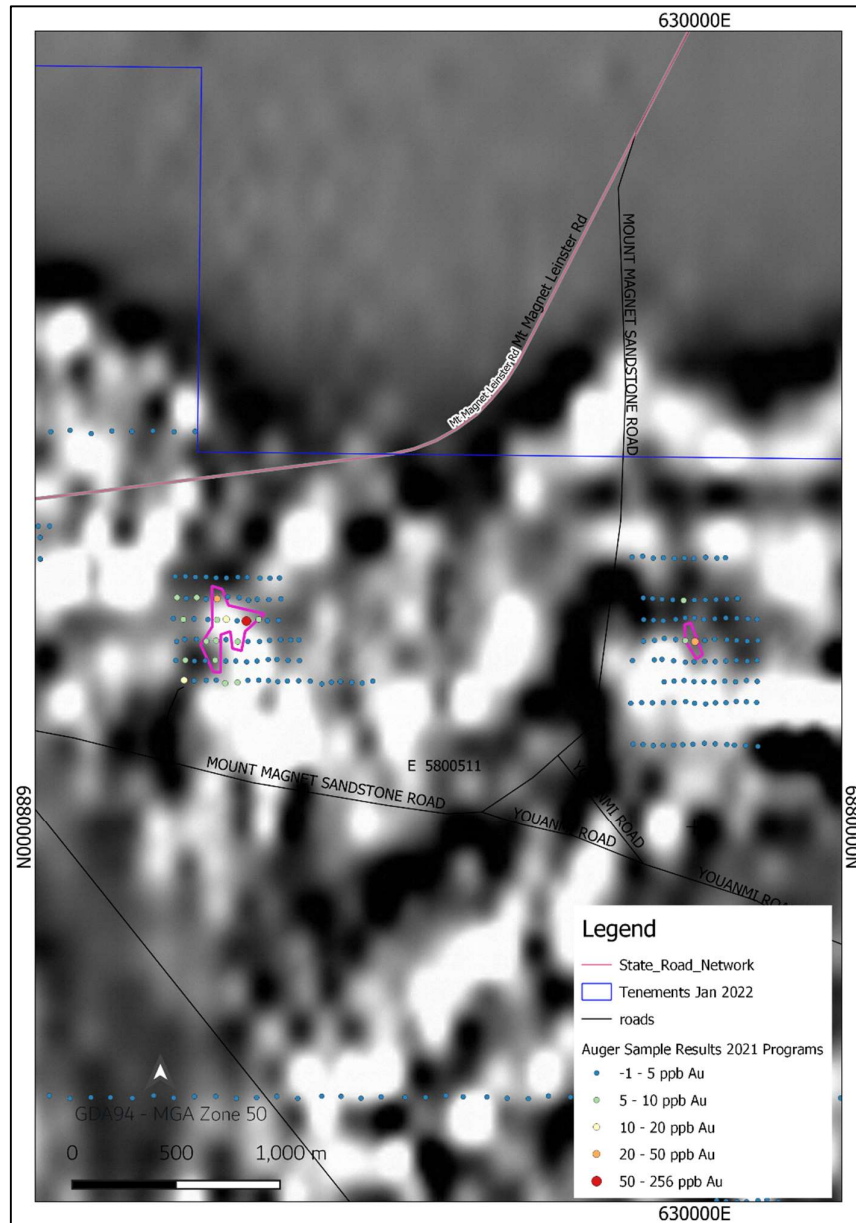 630000E
Mt Magnet Leinster Rd
Mt Magnet Leinster Rd
MOUNT MAGNET SANDSTONE ROAD
E 5800511
MOUNT MAGNET SANDSTONE ROAD
YOUANMI ROAD
YOUANMI ROAD
YOUANMI ROAD
N0000889
N0000889
Legend
State_Road_Network
Tenements Jan 2022
roads
Auger Sample Results 2021 Programs
-1 - 5 ppb Au
5 - 10 ppb Au
10 - 20 ppb Au
20 - 50 ppb Au
50 - 256 ppb Au
GDA94 - MGA Zone 50
0 500 1,000 m
630000E